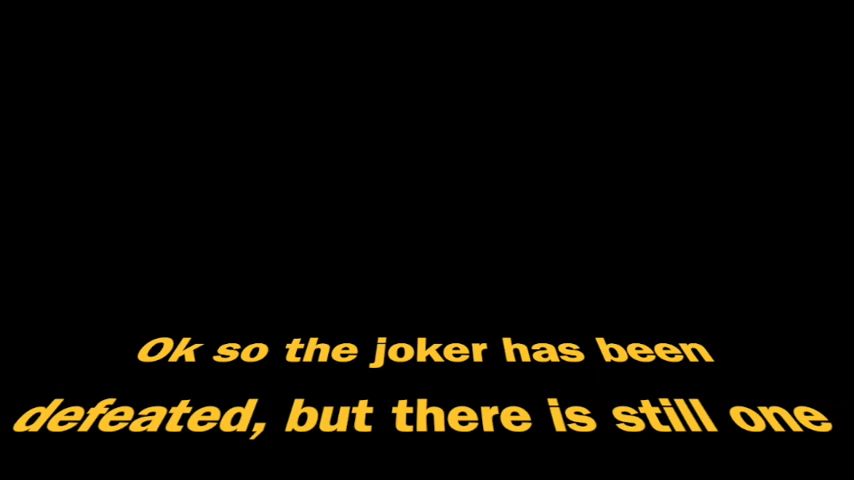 Ok so the joker has been
defeated, but there is still one